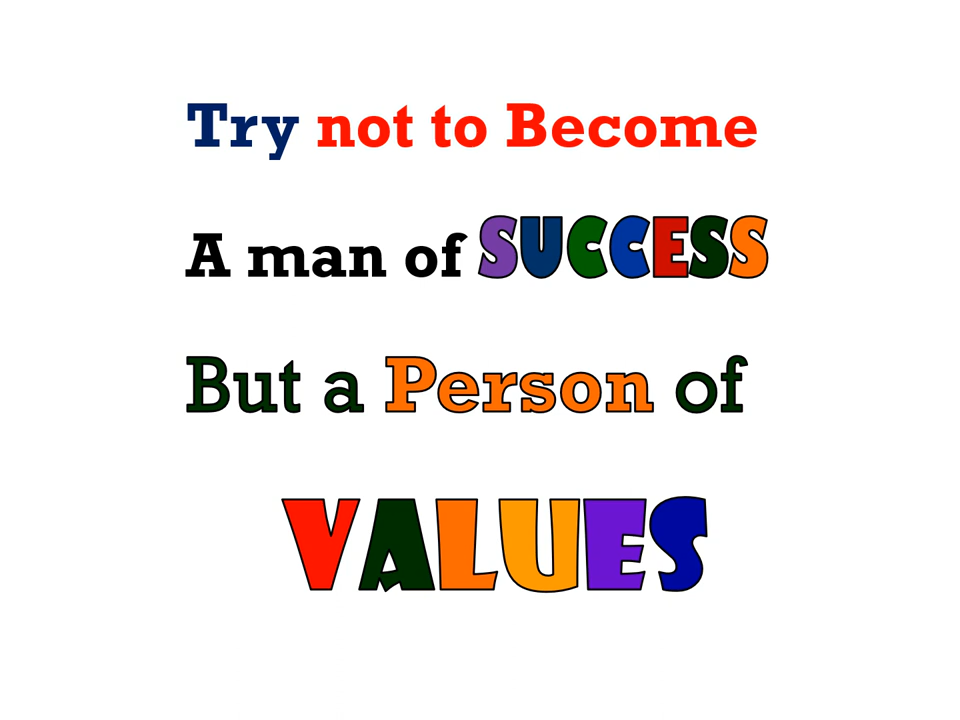 Try not to Become
A man of SUCCESS
But a Person of
VALUES